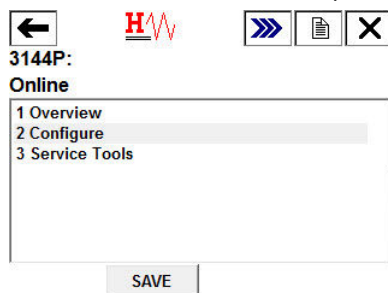 H
3144P:
Online
1 Overview
2 Configure
3 Service Tools
SAVE